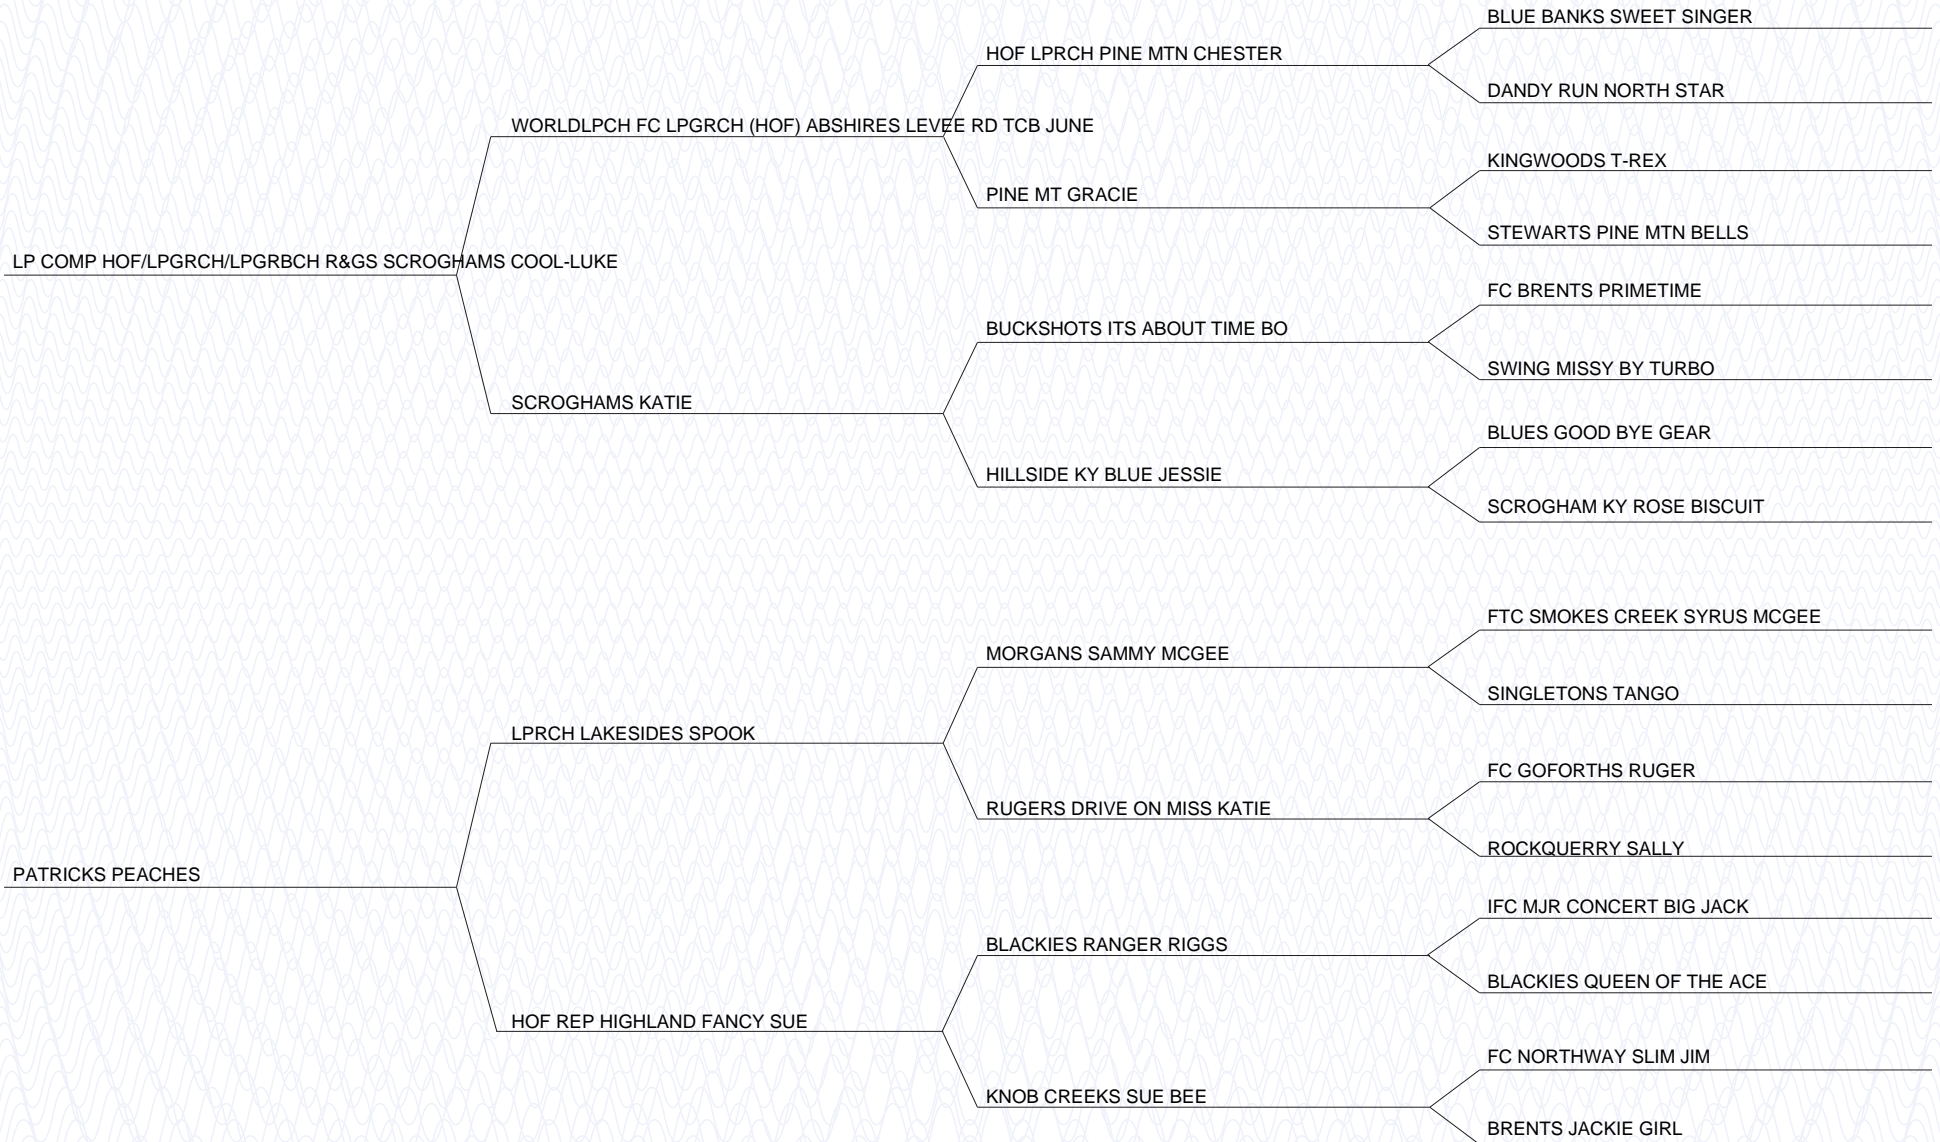 BLUE BANKS SWEET SINGER
HOF LPRCH PINE MTN CHESTER
DANDY RUN NORTH STAR
WORLDLPCH FC LPGRCH (HOF) ABSHIRES LEVEE RD TCB JUNE
KINGWOODS T-REX
PINE MT GRACIE
STEWARTS PINE MTN BELLS
LP COMP HOF/LPGRCH/LPGRBCH R&GS SCROGHAMS COOL-LUKE
FC BRENTS PRIMETIME
BUCKSHOTS ITS ABOUT TIME BO
SWING MISSY BY TURBO
SCROGHAMS KATIE
BLUES GOOD BYE GEAR
HILLSIDE KY BLUE JESSIE
SCROGHAM KY ROSE BISCUIT
FTC SMOKES CREEK SYRUS MCGEE
MORGANS SAMMY MCGEE
SINGLETONS TANGO
LPRCH LAKESIDES SPOOK
FC GOFORTHS RUGER
RUGERS DRIVE ON MISS KATIE
ROCKQUERRY SALLY
PATRICKS PEACHES
IFC MJR CONCERT BIG JACK
BLACKIES RANGER RIGGS
BLACKIES QUEEN OF THE ACE
HOF REP HIGHLAND FANCY SUE
FC NORTHWAY SLIM JIM
KNOB CREEKS SUE BEE
BRENTS JACKIE GIRL